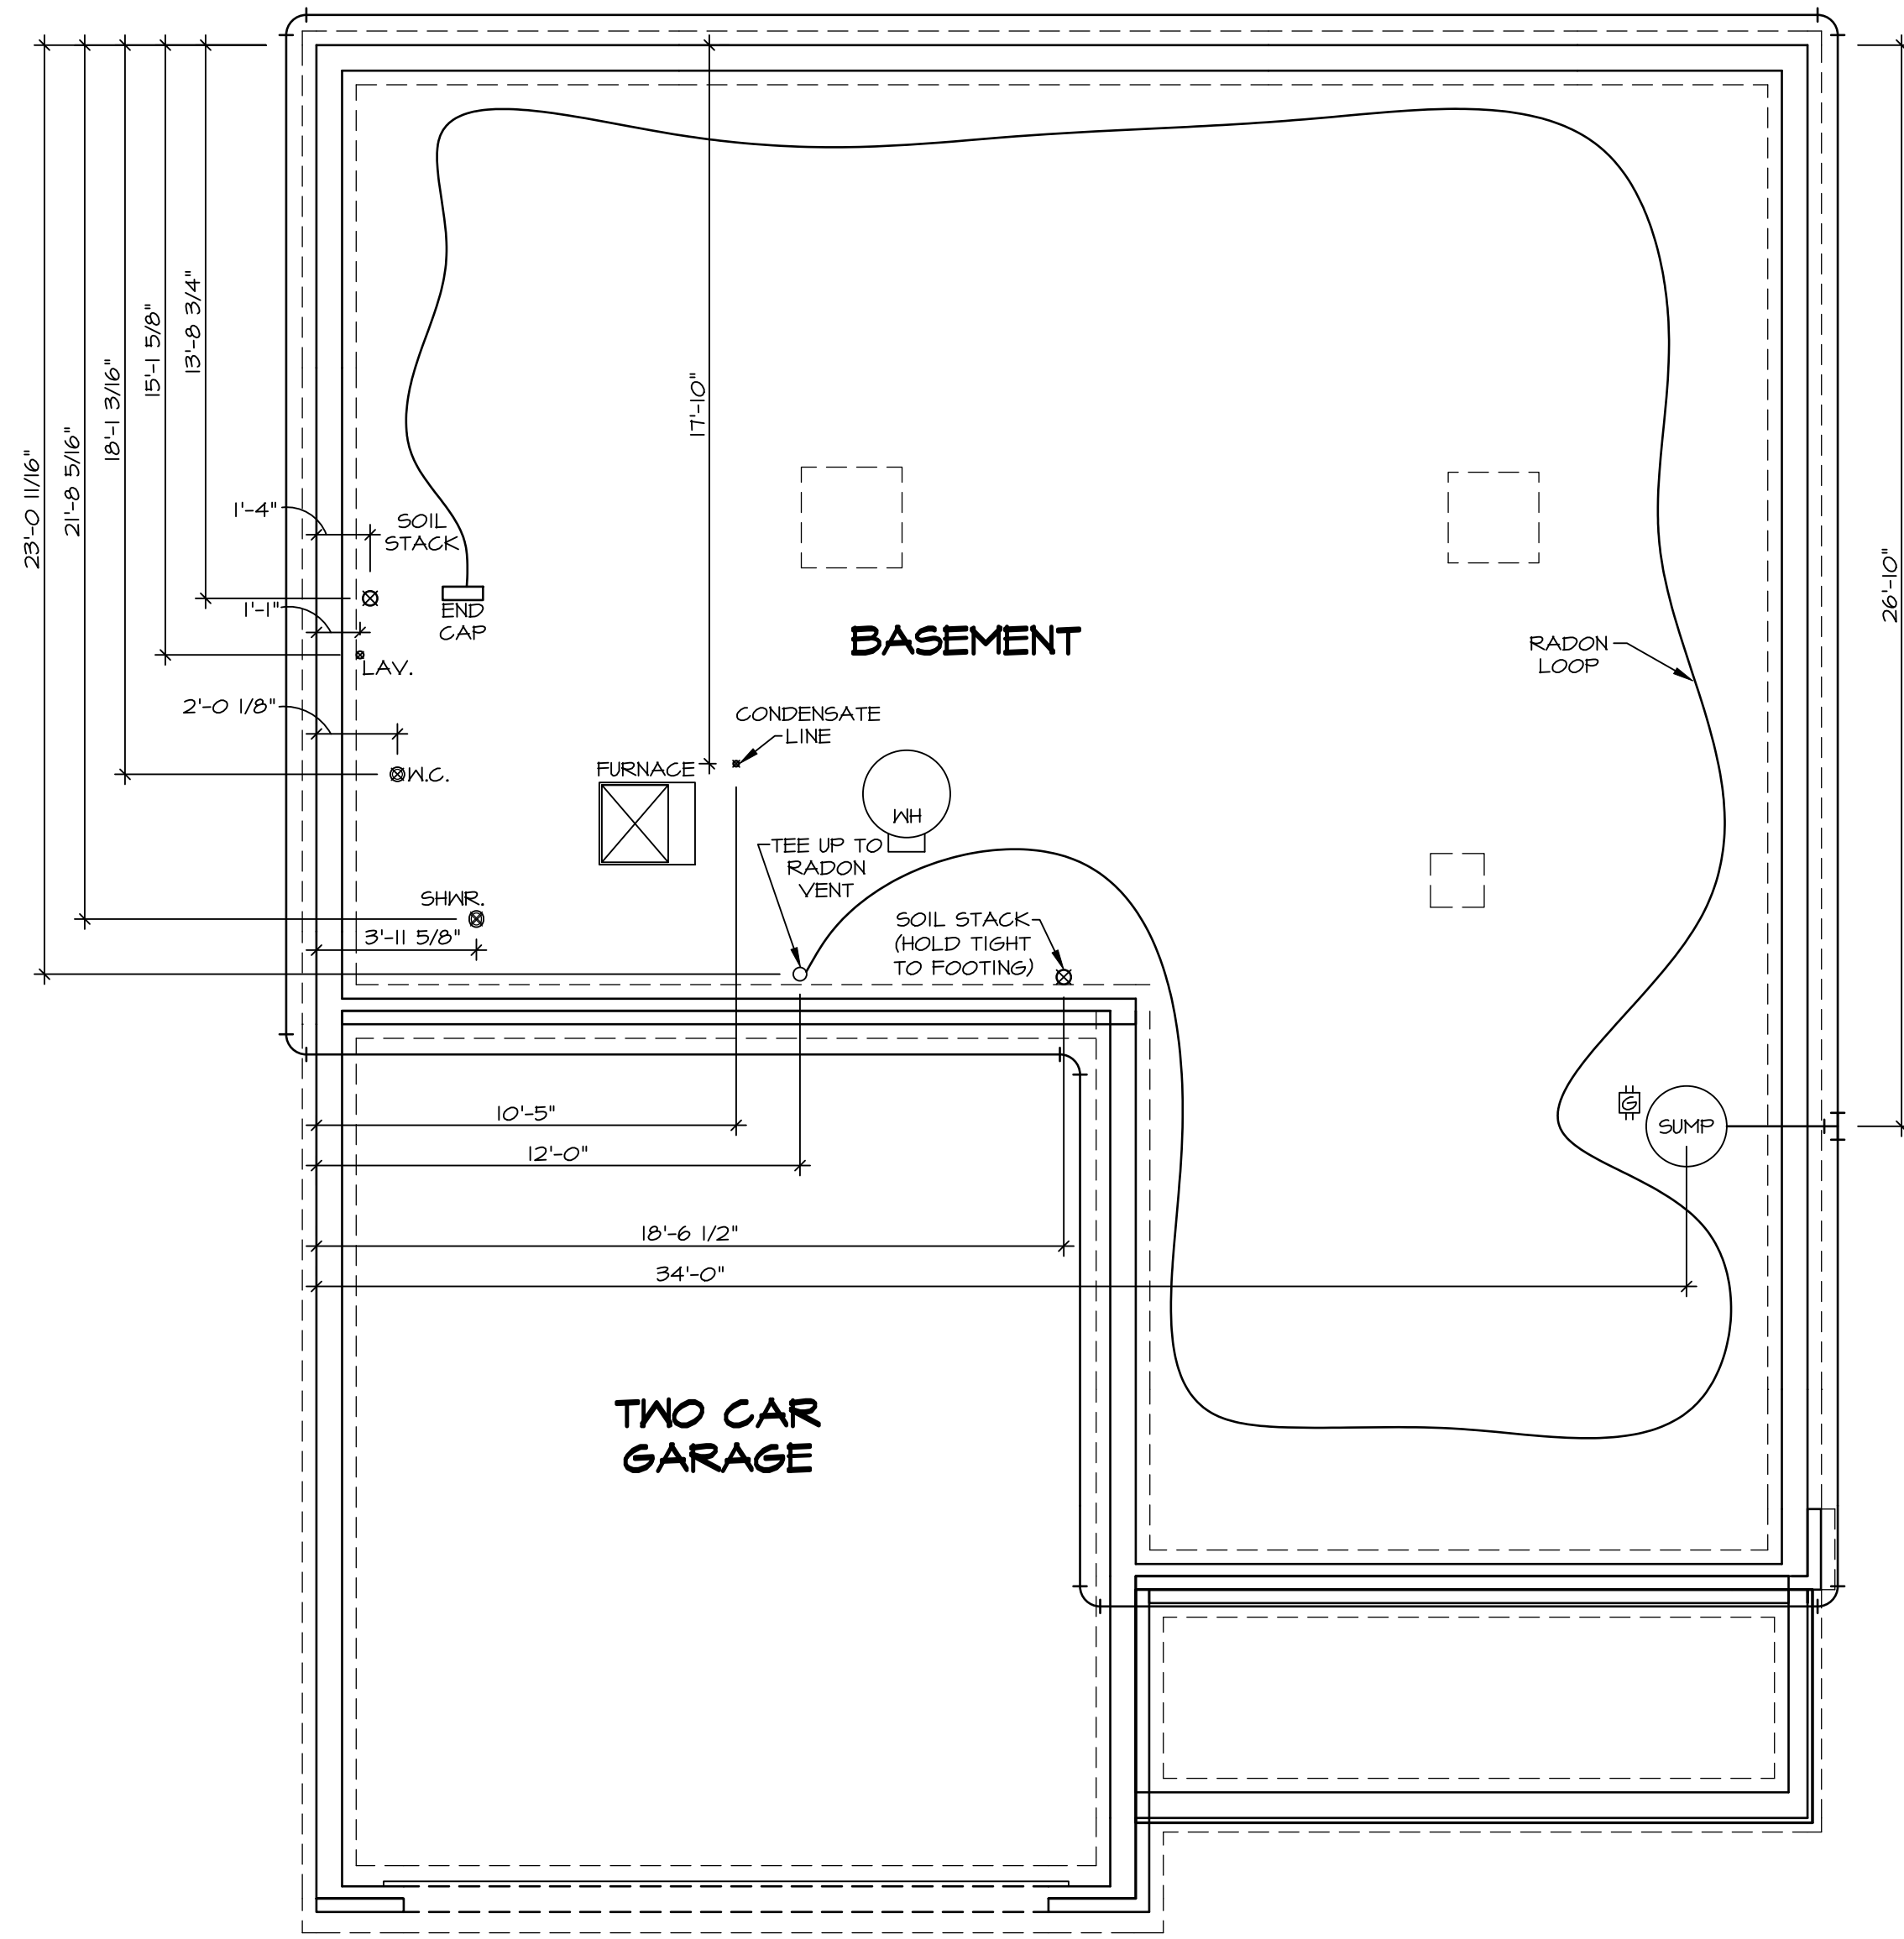 13'-8 3/4"
15'-1 5/8"
18'-1 3/16"
21'-8 5/16"
23'-0 11/16"
17'-10"
26'-10"
1'-4"
SOIL
STACK
END
CAP
1'-1"
LAV.
BASEMENT
RADON
LOOP
2'-0 1/8"
W.C.
CONDENSATE
LINE
FURNACE
WH
TEE UP TO
RADON
VENT
SHWR.
3'-11 5/8"
SOIL STACK
(HOLD TIGHT
TO FOOTING)
G
SUMP
10'-5"
12'-0"
18'-6 1/2"
34'-0"
TWO CAR
GARAGE